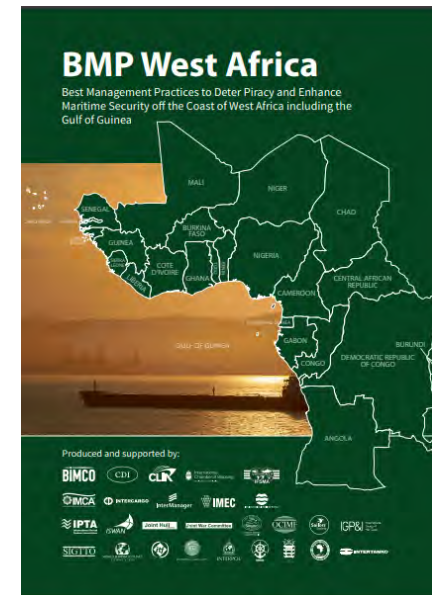 BMP West Africa
Best Management Practices to Deter Piracy and Enhance
Maritime Security off the Coast of West Africa including the
Gulf of Guinea
MALI
NIGER
CHAD
SENEGAL
BURKINA
FASO
GUINEA
SIERRA
LEONE
LIBERIA
COTE
D'IVOIRE
GHANA
NIGERIA
CENTRAL AFRICAN
REPUBLIC
CAMEROON
GULF OF GUINEA
GABON
CONGO
DEMOCRATIC REPUBLIC
OF CONGO
BURUNDI
ANGOLA
Produced and supported by:
BIMCO
CDI
IMCA
INTERCARGO
InterManager
IMEC
IPTA
ISWAN
Joint Hull
Joint War Committee
OCIMF
IGP&I
SIGTTO
INTERPOL
INTERTANKO